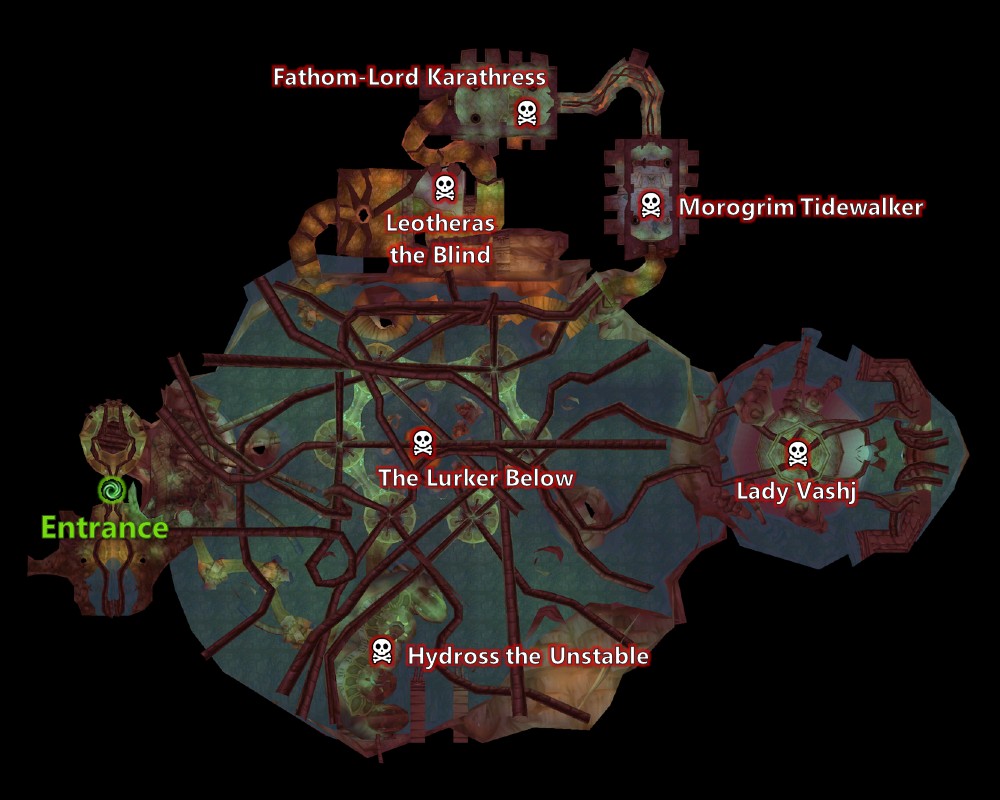 Fathom-Lord Karathress
Morogrim Tidewalker
Leotheras
the Blind
The Lurker Below
Lady Vashj
Entrance
Hydross the Unstable